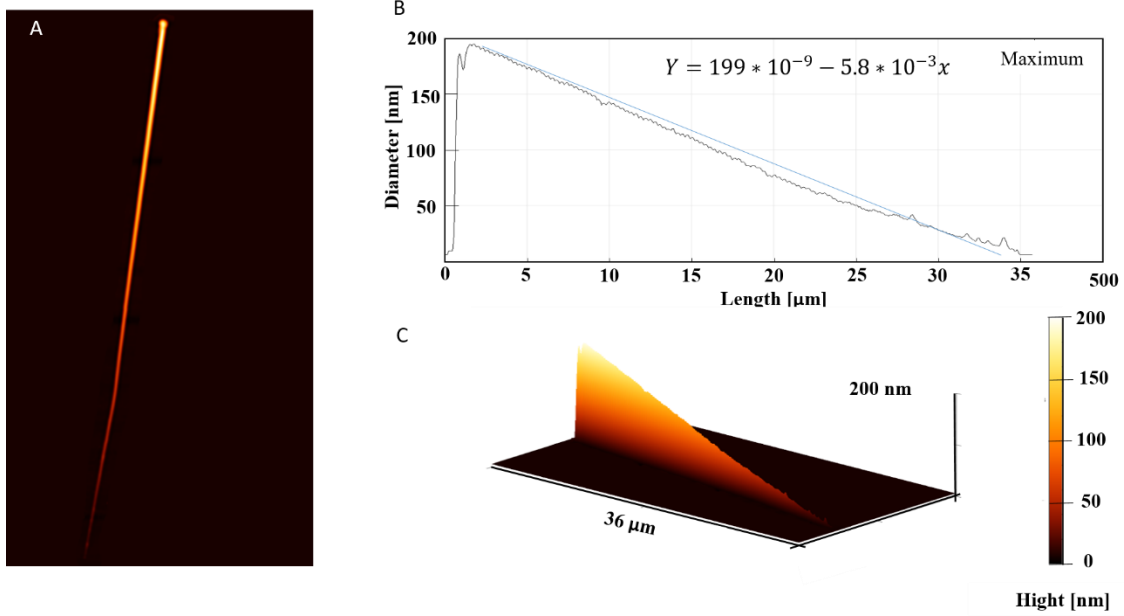 A
B
200
150
100
50
Diameter [nm]
Y = 199 * 10⁻⁹ − 5.8 * 10⁻³x
Maximum
0
5
10
15
20
25
30
35
500
Length [μm]
C
200 nm
36 μm
200
150
100
50
0
Hight [nm]